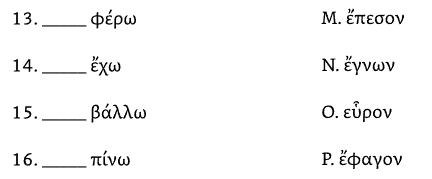 13. _____ φέρω Μ. ἔπεσον
14. _____ ἔχω Ν. ἔγνων
15. _____ βάλλω Ο. εὗρον
16. _____ πίνω Ρ. ἔφαγον